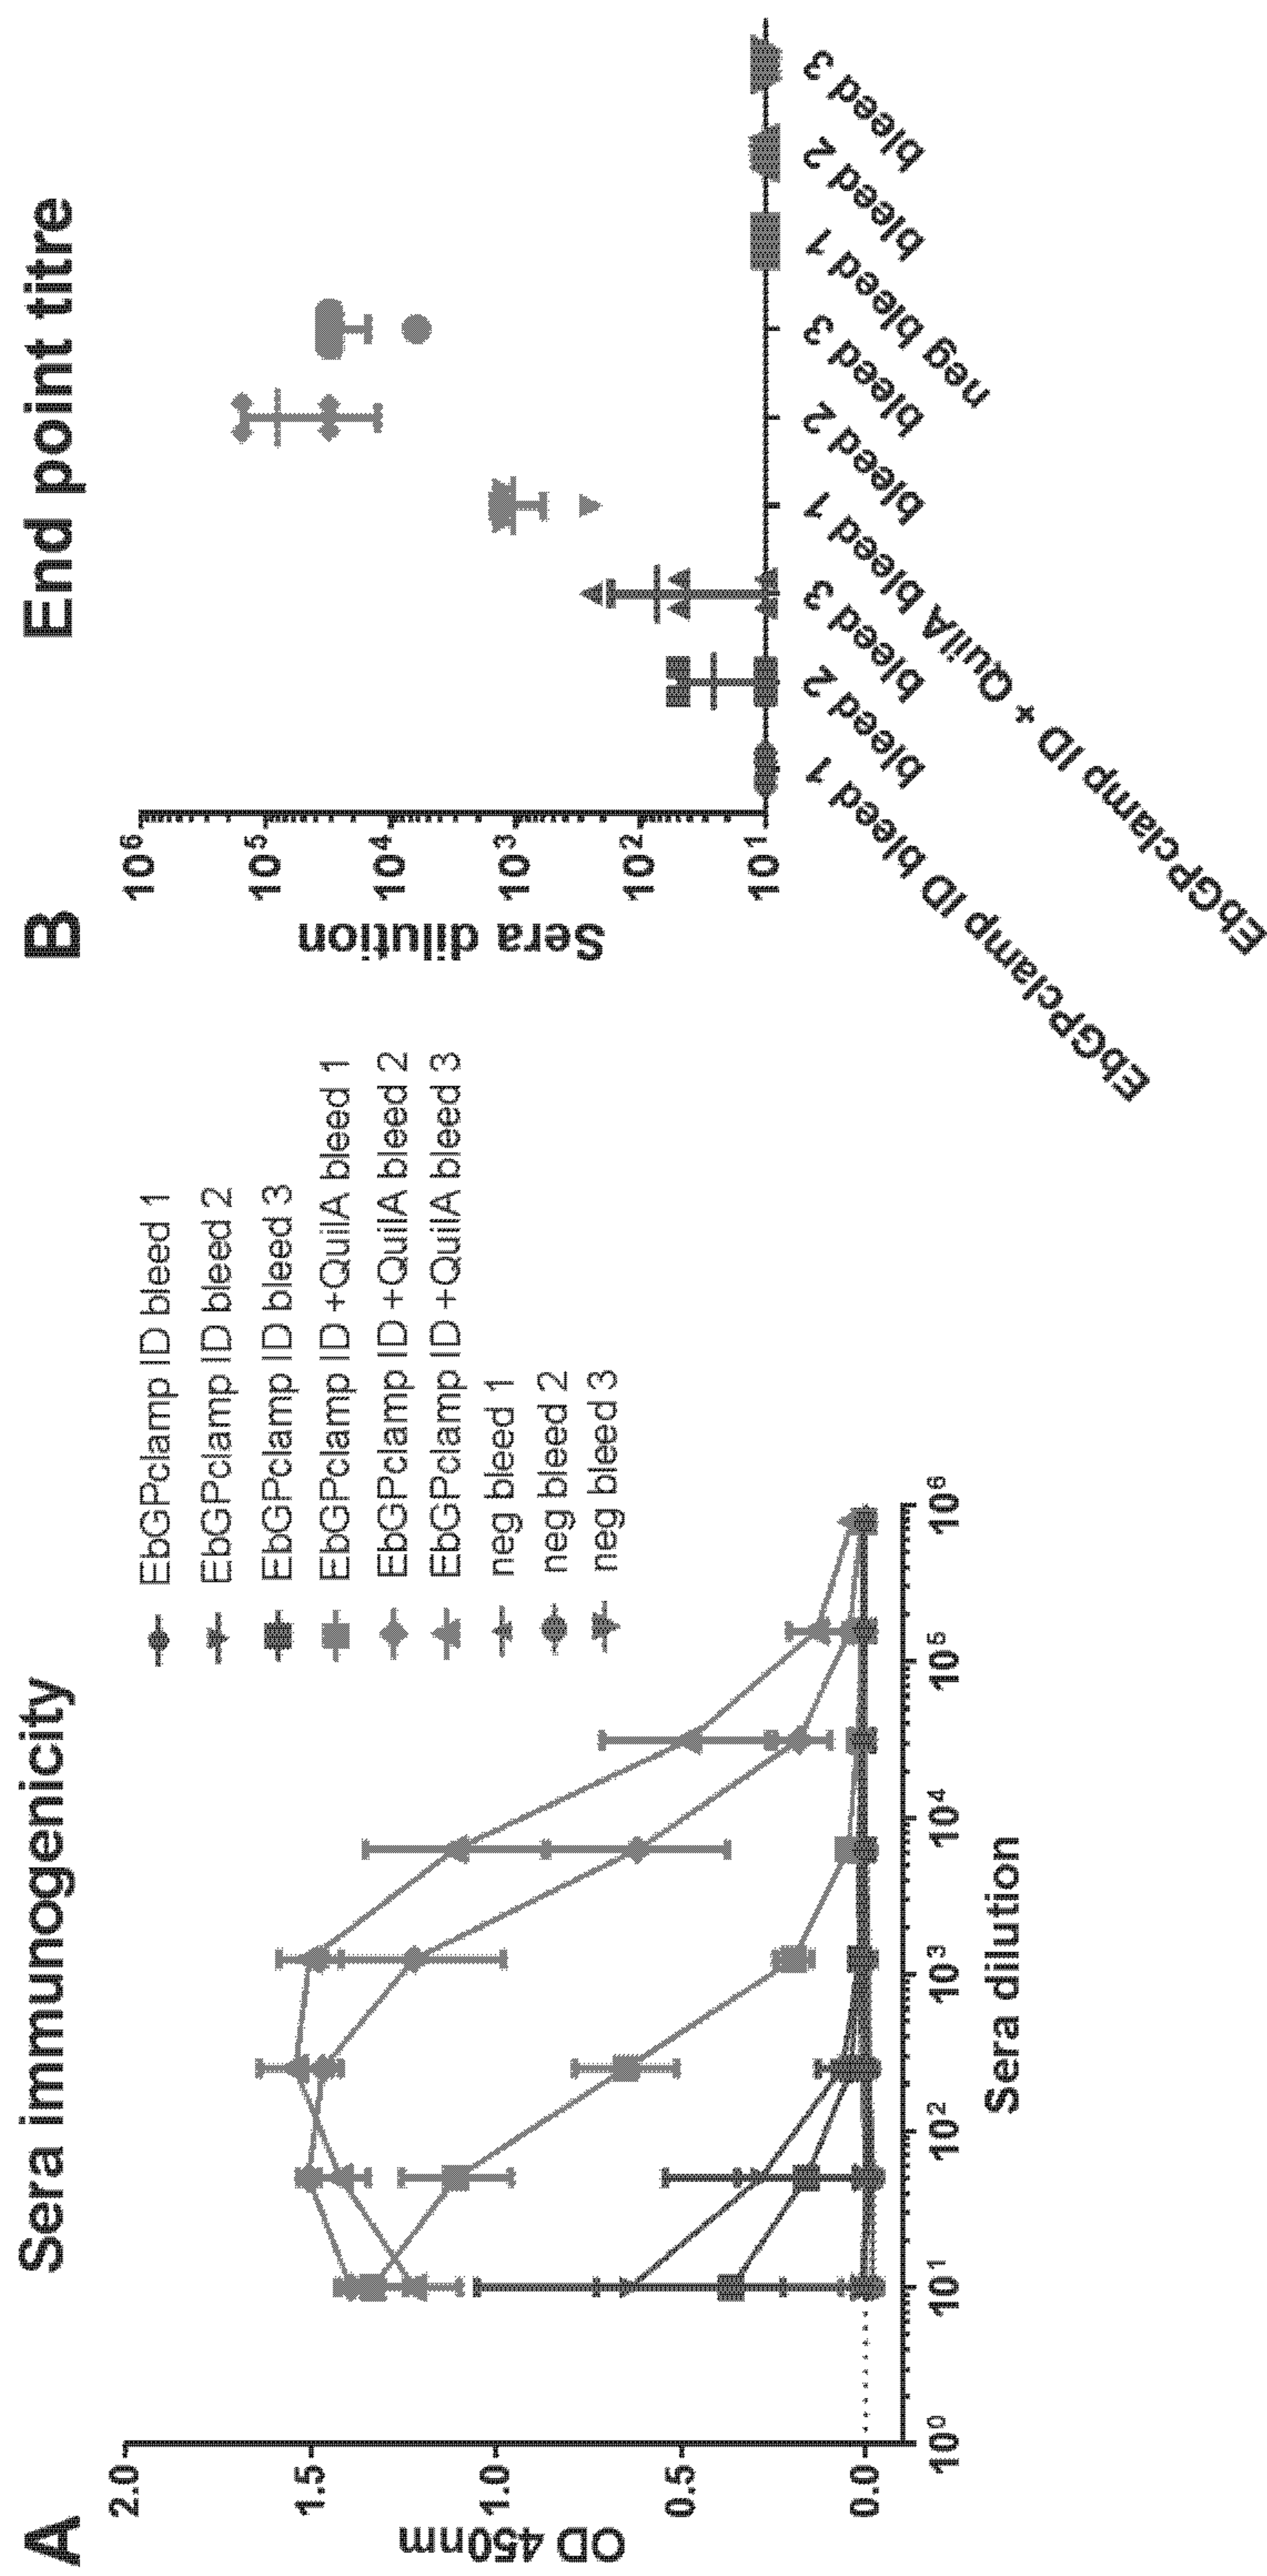 A
Sera immunogenicity
OD 450nm
2.0
1.5
1.0
0.5
0.0
10⁰
10¹
10²
10³
10⁴
10⁵
10⁶
Sera dilution
EbGPclamp ID bleed 1
EbGPclamp ID bleed 2
EbGPclamp ID bleed 3
EbGPclamp ID +QuilA bleed 1
EbGPclamp ID +QuilA bleed 2
EbGPclamp ID +QuilA bleed 3
neg bleed 1
neg bleed 2
neg bleed 3
B
End point titre
Sera dilution
10⁶
10⁵
10⁴
10³
10²
10¹
EbGPclamp ID bleed 1
bleed 2
bleed 3
EbGPclamp ID + QuilA bleed 1
bleed 2
bleed 3
neg bleed 1
bleed 2
bleed 3